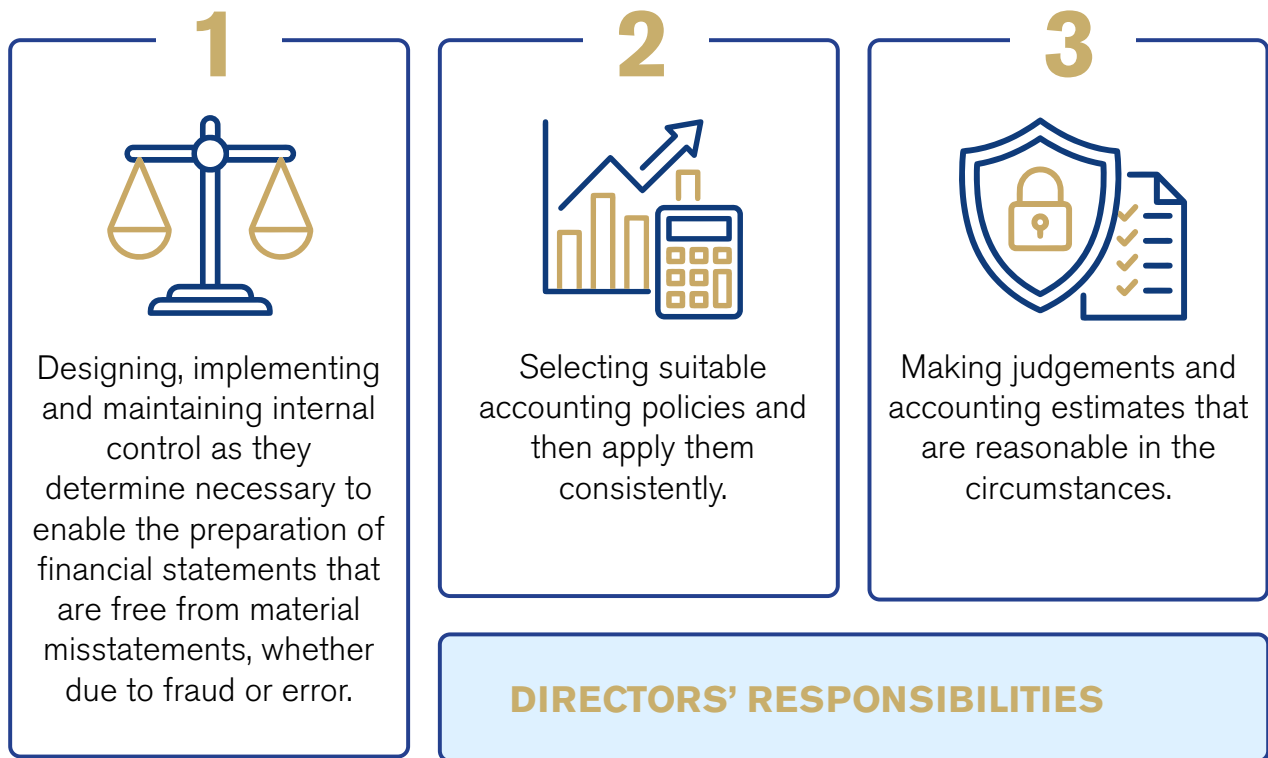 1
Designing, implementing
and maintaining internal
control as they
determine necessary to
enable the preparation of
financial statements that
are free from material
misstatements, whether
due to fraud or error.
2
Selecting suitable
accounting policies and
then apply them
consistently.
3
Making judgements and
accounting estimates that
are reasonable in the
circumstances.
DIRECTORS’ RESPONSIBILITIES